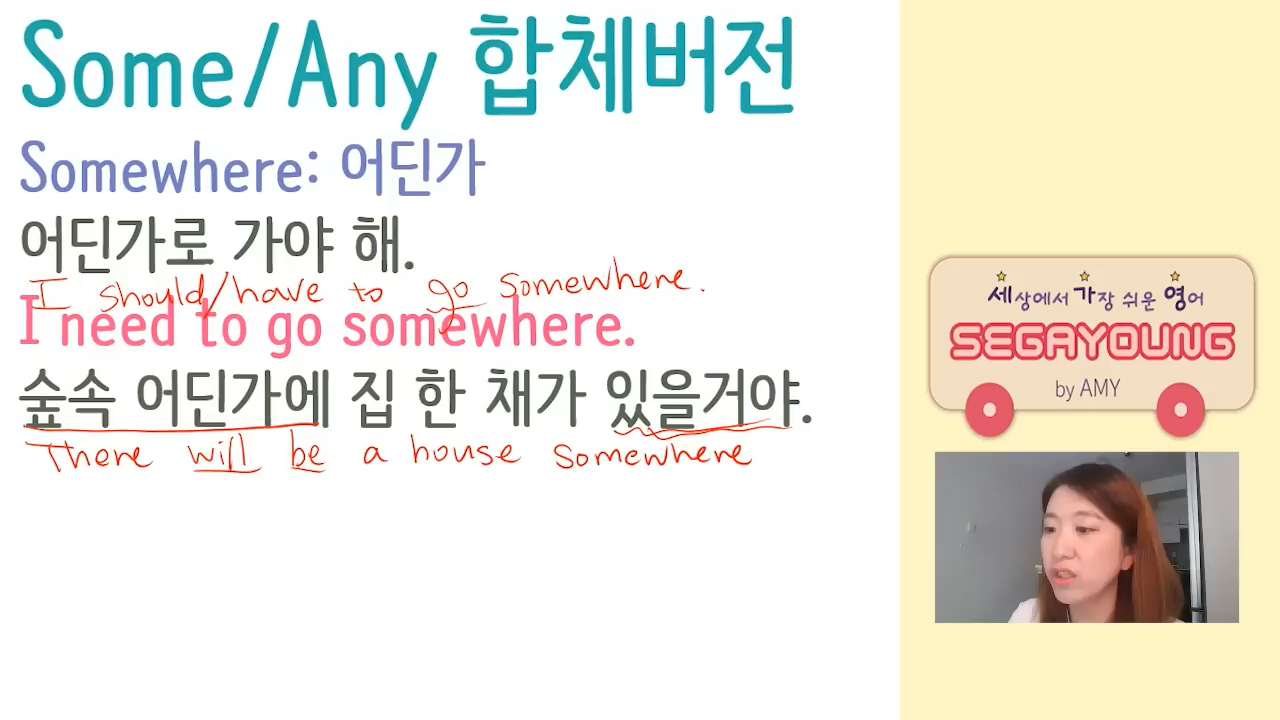 Some/Any 합체버전
Somewhere: 어딘가
어딘가로 가야 해.
I should/have to go somewhere.
I need to go somewhere.
숲속 어딘가에 집 한 채가 있을거야.
There will be a house somewhere
세상에서 가장 쉬운 영어
SEGAYOUNG
by AMY